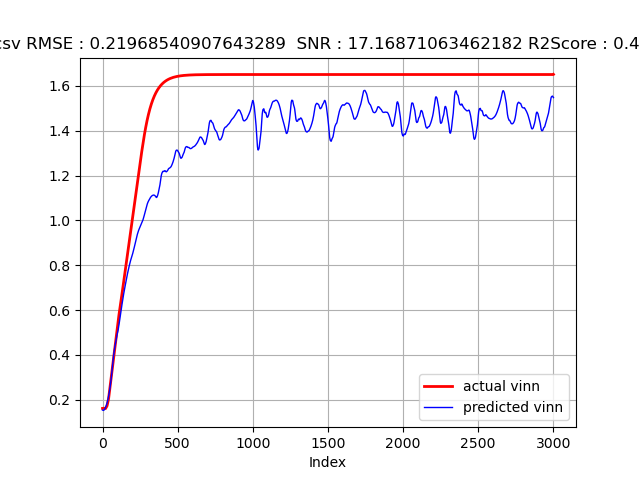 csv RMSE : 0.21968540907643289 SNR : 17.16871063462182 R2Score : 0.4
1.6
1.4
1.2
1.0
0.8
0.6
0.4
0.2
actual vinn
predicted vinn
0 500 1000 1500 2000 2500 3000
Index